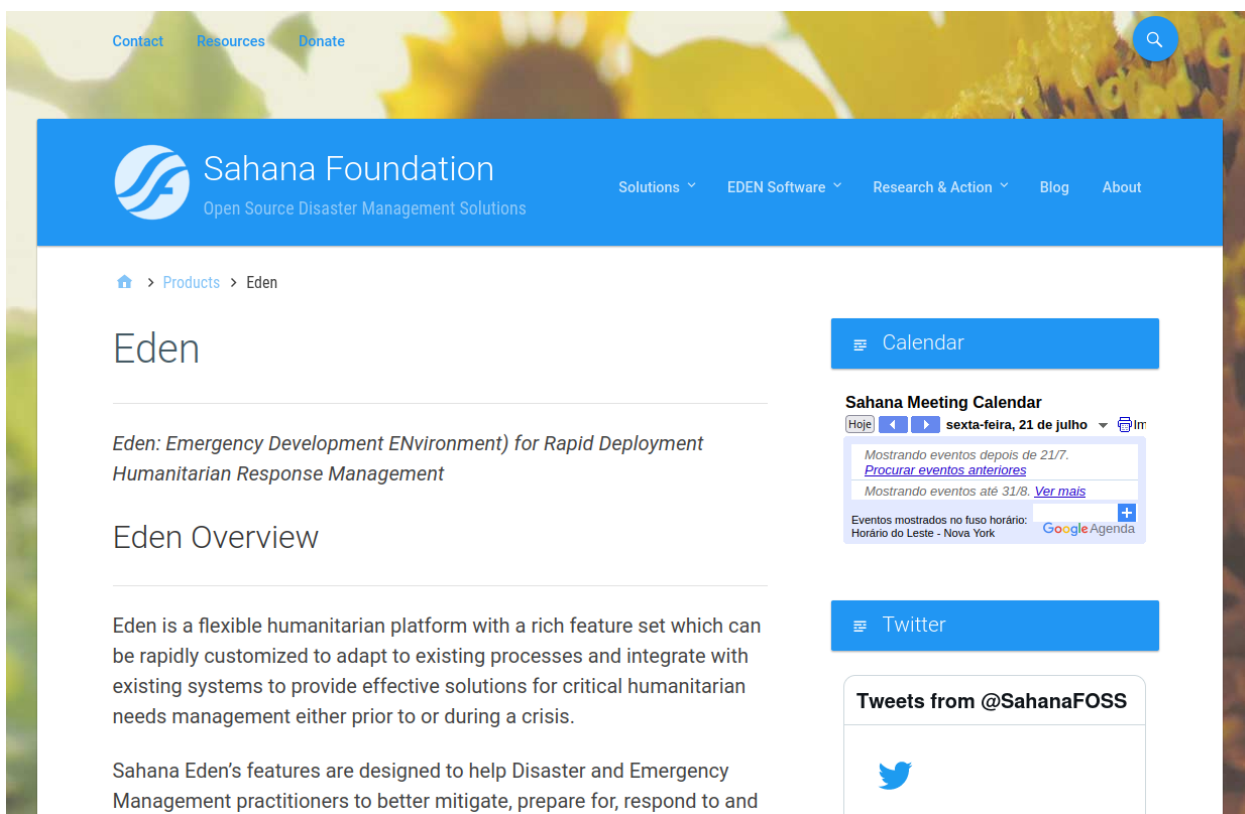 Contact Resources Donate
Sahana Foundation
Open Source Disaster Management Solutions
Solutions EDEN Software Research & Action Blog About
> Products > Eden
Eden
Eden: Emergency Development ENvironment) for Rapid Deployment
Humanitarian Response Management
Eden Overview
Eden is a flexible humanitarian platform with a rich feature set which can
be rapidly customized to adapt to existing processes and integrate with
existing systems to provide effective solutions for critical humanitarian
needs management either prior to or during a crisis.
Sahana Eden’s features are designed to help Disaster and Emergency
Management practitioners to better mitigate, prepare for, respond to and
Calendar
Sahana Meeting Calendar
Hoje sexta-feira, 21 de julho Im
Mostrando eventos depois de 21/7.
Procurar eventos anteriores
Mostrando eventos até 31/8. Ver mais
Eventos mostrados no fuso horário:
Horário do Leste - Nova York
Google Agenda
Twitter
Tweets from @SahanaFOSS